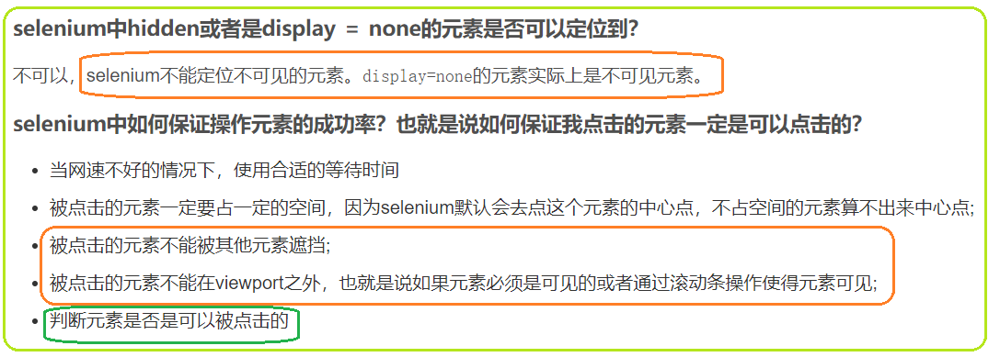 selenium中hidden或者是display ＝ none的元素是否可以定位到？
不可以，selenium不能定位不可见的元素。display=none的元素实际上是不可见元素。
selenium中如何保证操作元素的成功率？也就是说如何保证我点击的元素一定是可以点击的？
• 当网速不好的情况下，使用合适的等待时间
• 被点击的元素一定要占一定的空间，因为selenium默认会去点这个元素的中心点，不占空间的元素算不出来中心点;
• 被点击的元素不能被其他元素遮挡;
• 被点击的元素不能在viewport之外，也就是说如果元素必须是可见的或者通过滚动条操作使得元素可见;
• 判断元素是否是可以被点击的